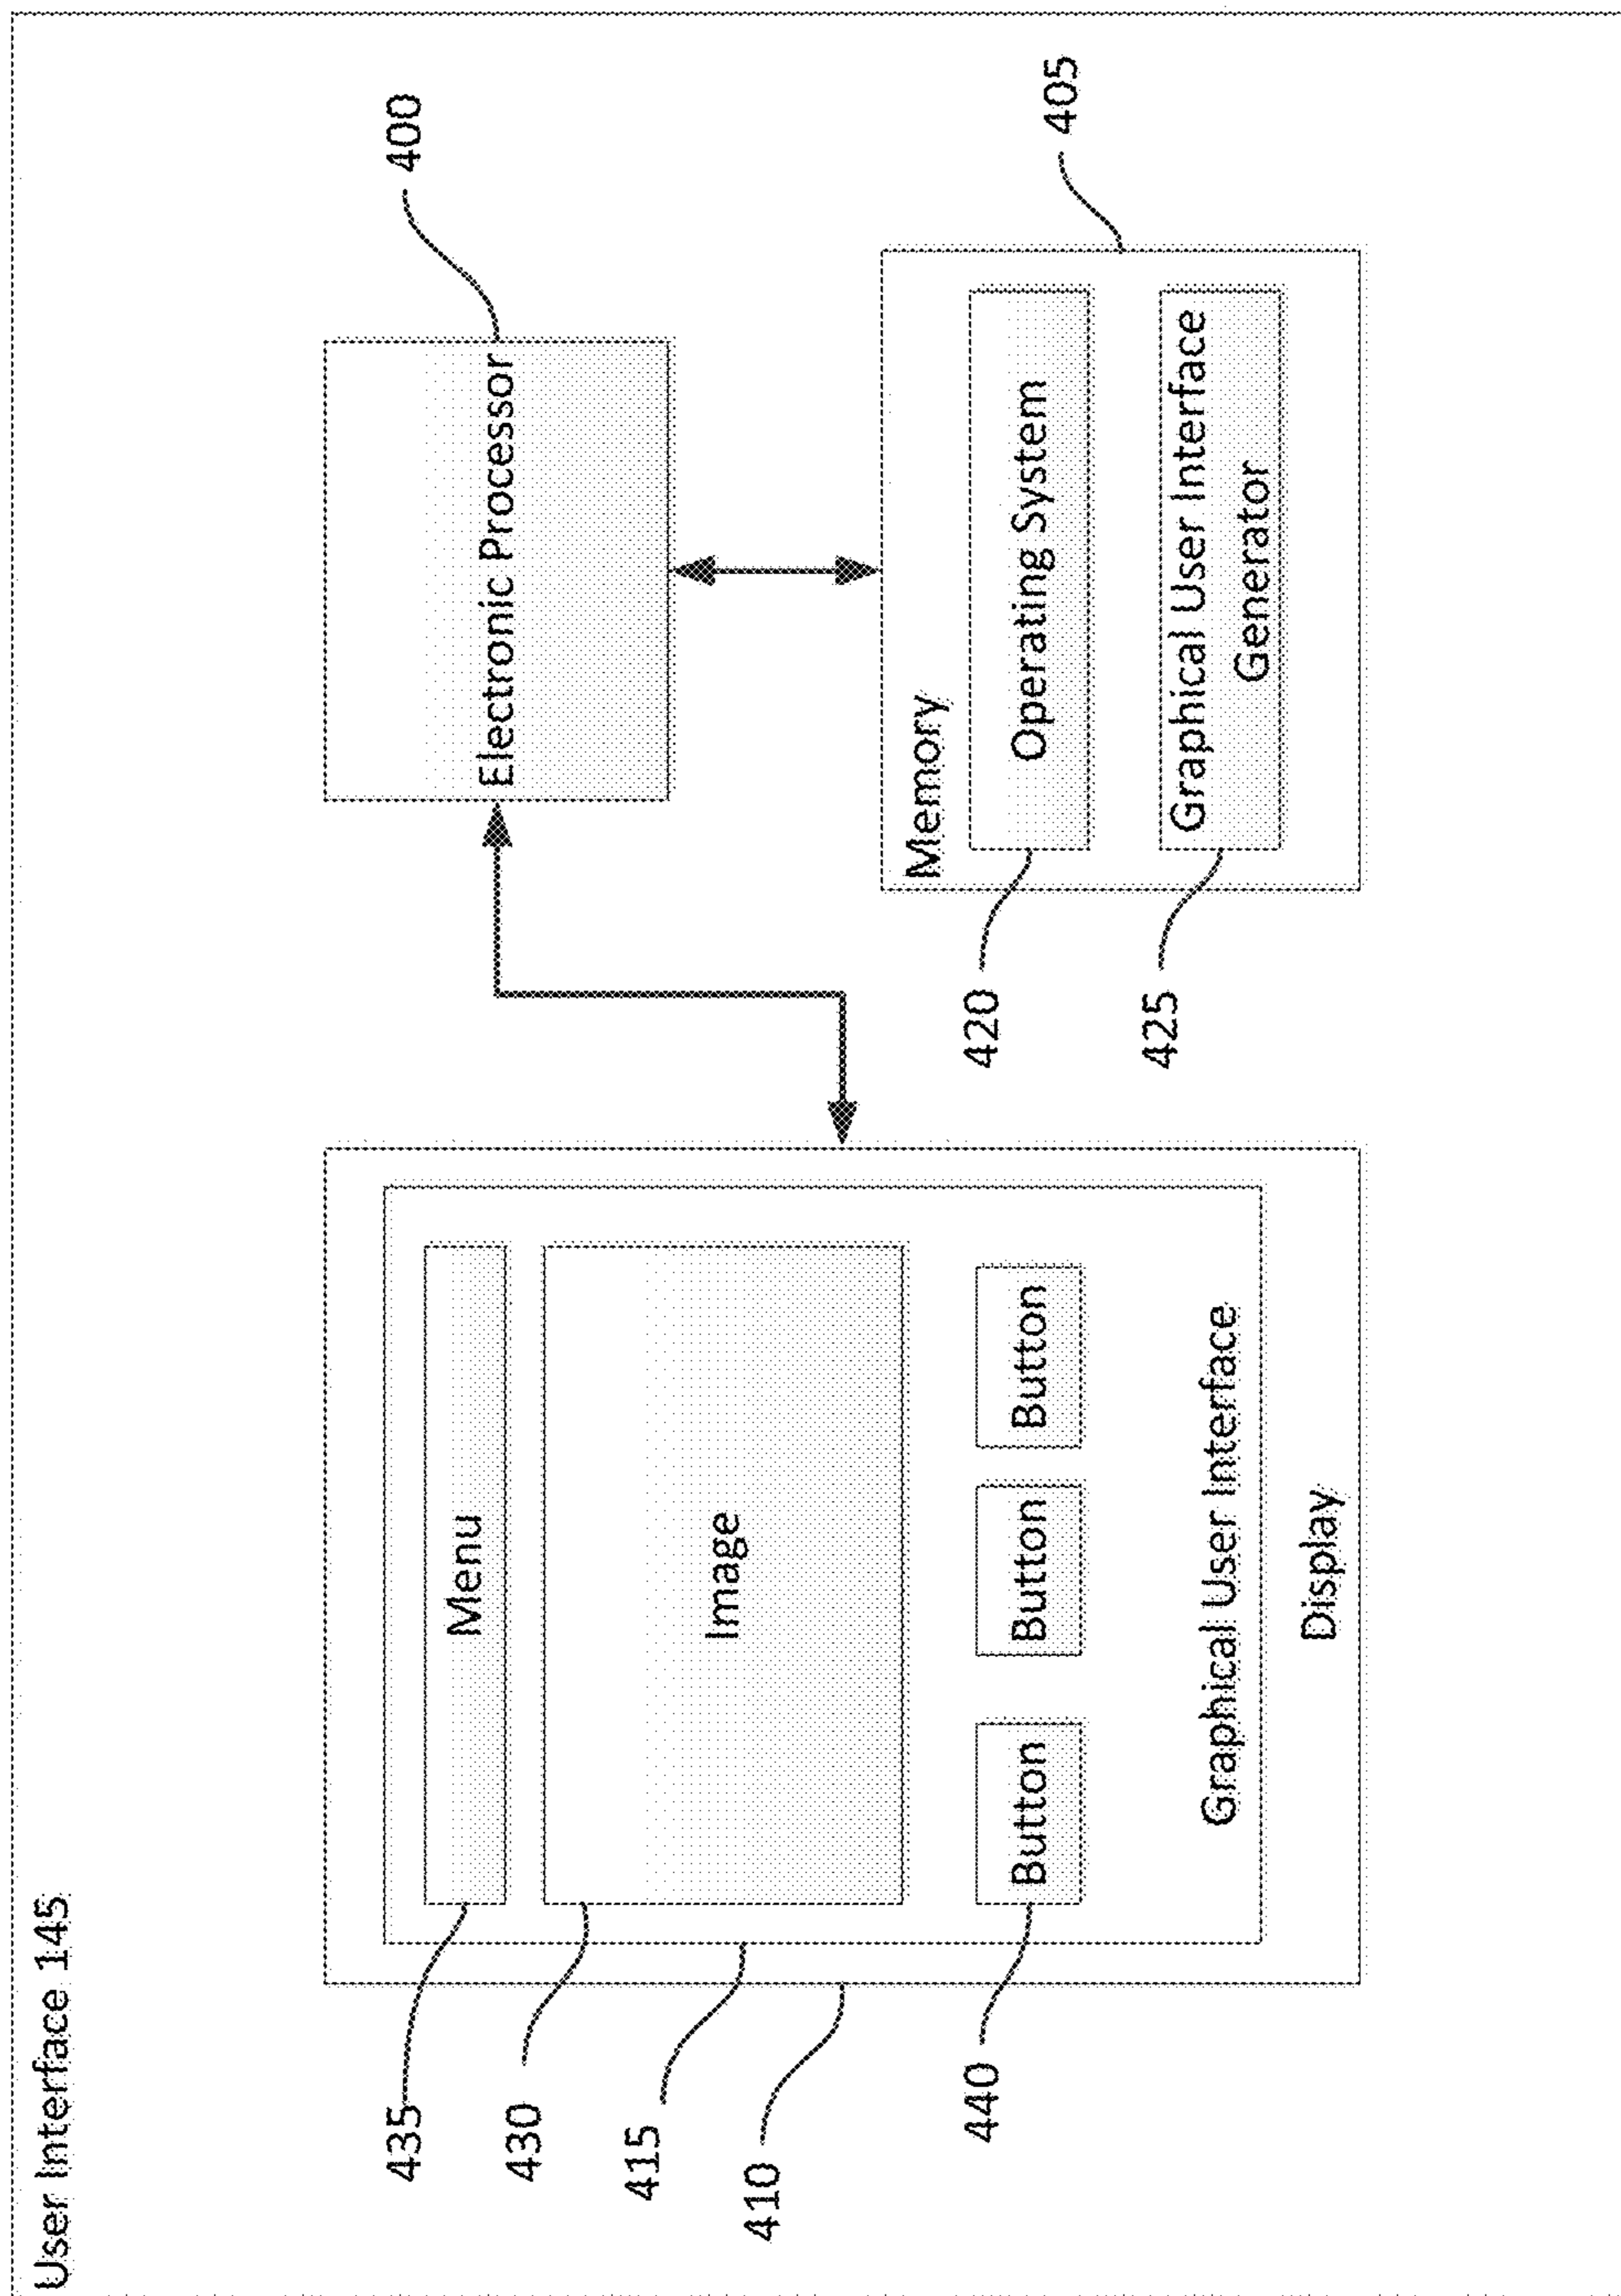 User Interface 145
435
Menu
430
Image
415
410
440
Button
Button
Button
Graphical User Interface
Display
400
Electronic Processor
405
Memory
420
Operating System
425
Graphical User Interface
Generator